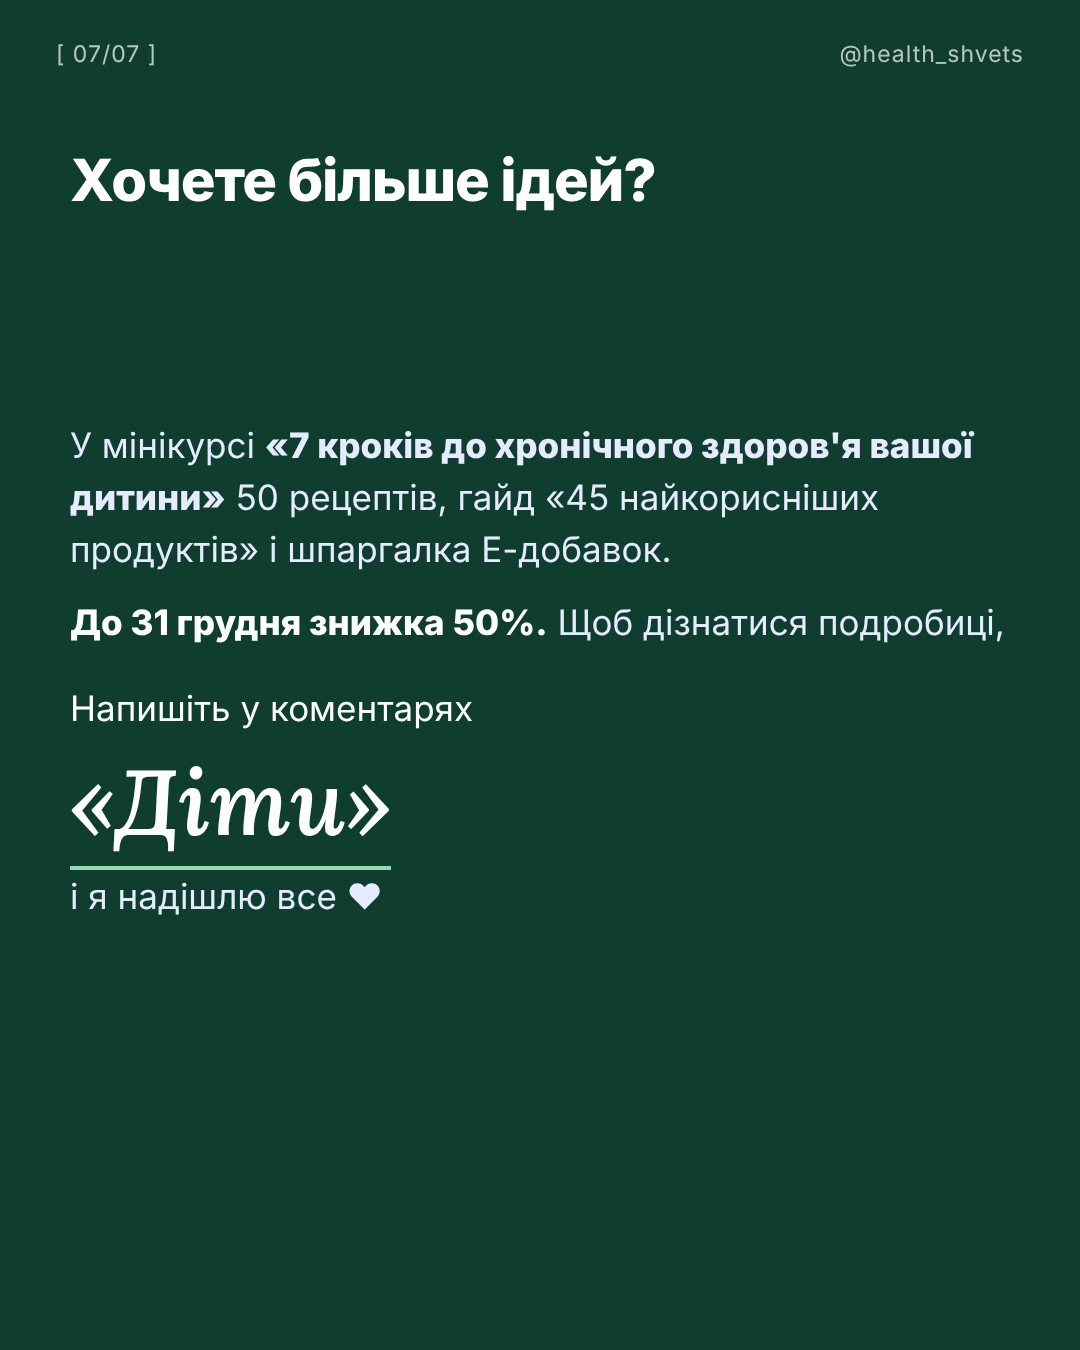 [ 07/07 ]
@health_shvets
Хочете більше ідей?
У мінікурсі «7 кроків до хронічного здоров'я вашої
дитини» 50 рецептів, гайд «45 найкорисніших
продуктів» і шпаргалка Е-добавок.
До 31 грудня знижка 50%. Щоб дізнатися подробиці,
Напишіть у коментарях
«Діти»
і я надішлю все ♥